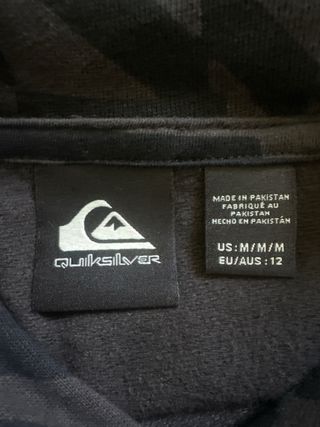 QUIKSILVER
MADE IN PAKISTAN
FABRIQUÉ AU
PAKISTAN
HECHO EN PAKISTÁN
US: M/M/M
EU/AUS: 12